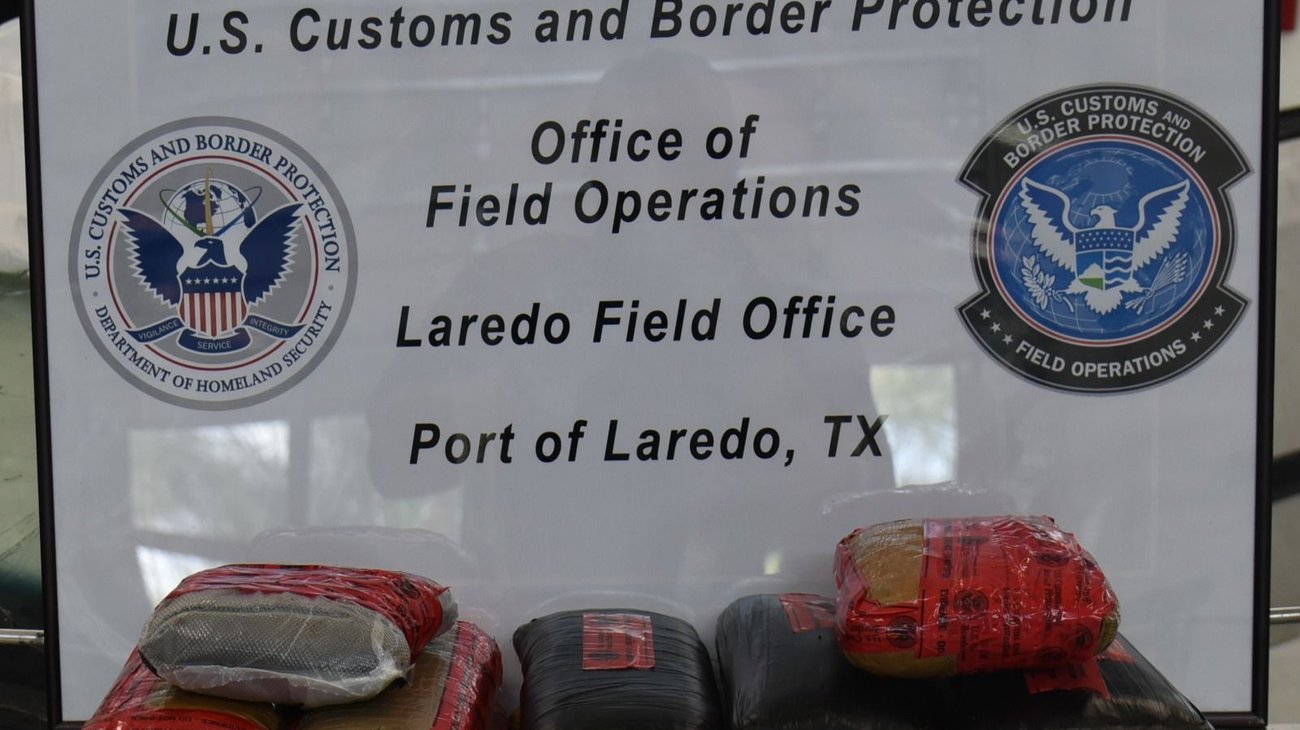 U.S. Customs and Border Protection
U.S. CUSTOMS AND BORDER PROTECTION
DEPARTMENT OF HOMELAND SECURITY
VIGILANCE
SERVICE
INTEGRITY
Office of
Field Operations
Laredo Field Office
Port of Laredo, TX
U.S. CUSTOMS AND
BORDER PROTECTION
FIELD OPERATIONS